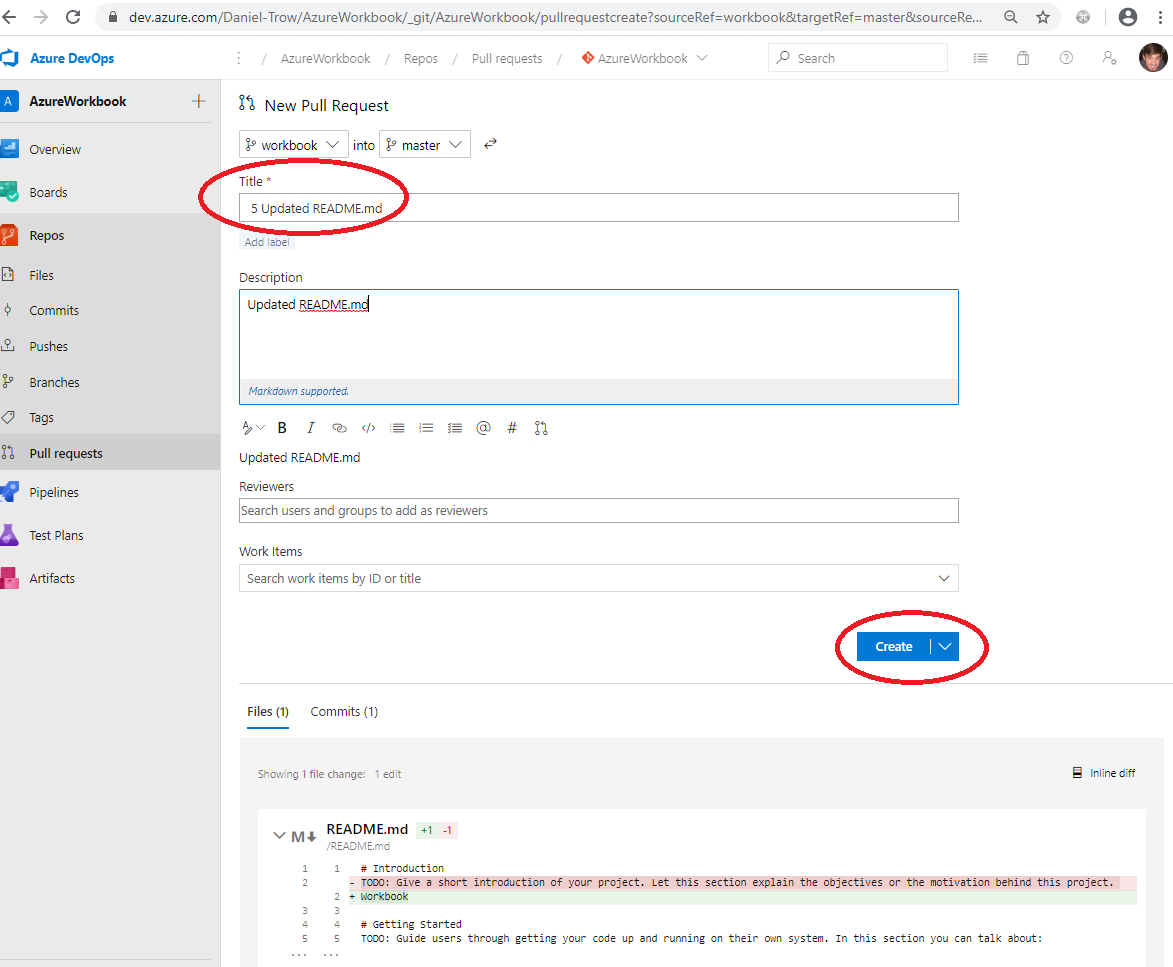 dev.azure.com/Daniel-Trow/AzureWorkbook/_git/AzureWorkbook/pullrequestcreate?sourceRef=workbook&targetRef=master&sourceRe...
Azure DevOps
/ AzureWorkbook / Repos / Pull requests / AzureWorkbook
Search
A AzureWorkbook
Overview
Boards
Repos
Files
Commits
Pushes
Branches
Tags
Pull requests
Pipelines
Test Plans
Artifacts
New Pull Request
workbook into master
Title *
5 Updated README.md
Add label
Description
Updated README.md
Markdown supported.
B I </> @ #
Updated README.md
Reviewers
Search users and groups to add as reviewers
Work Items
Search work items by ID or title
Create
Files (1) Commits (1)
Showing 1 file change: 1 edit
Inline diff
M README.md +1 -1
/README.md
1 1 # Introduction
2 - TODO: Give a short introduction of your project. Let this section explain the objectives or the motivation behind this project.
2 + Workbook
3 3
4 4 # Getting Started
5 5 TODO: Guide users through getting your code up and running on their own system. In this section you can talk about:
... ...